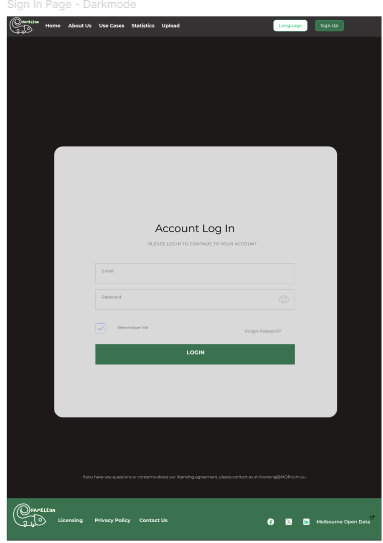 Sign In Page - Darkmode
HAMELEON
Home About Us Use Cases Statistics Upload Language Sign Up
Account Log In
PLEASE LOGIN TO CONTINUE TO YOUR ACCOUNT
Email
Password
Remember Me
Forgot Password?
LOGIN
If you have any questions or concerns about our licensing agreement, please contact us at licensing@MOP.com.au
HAMELEON
Licensing Privacy Policy Contact Us Melbourne Open Data